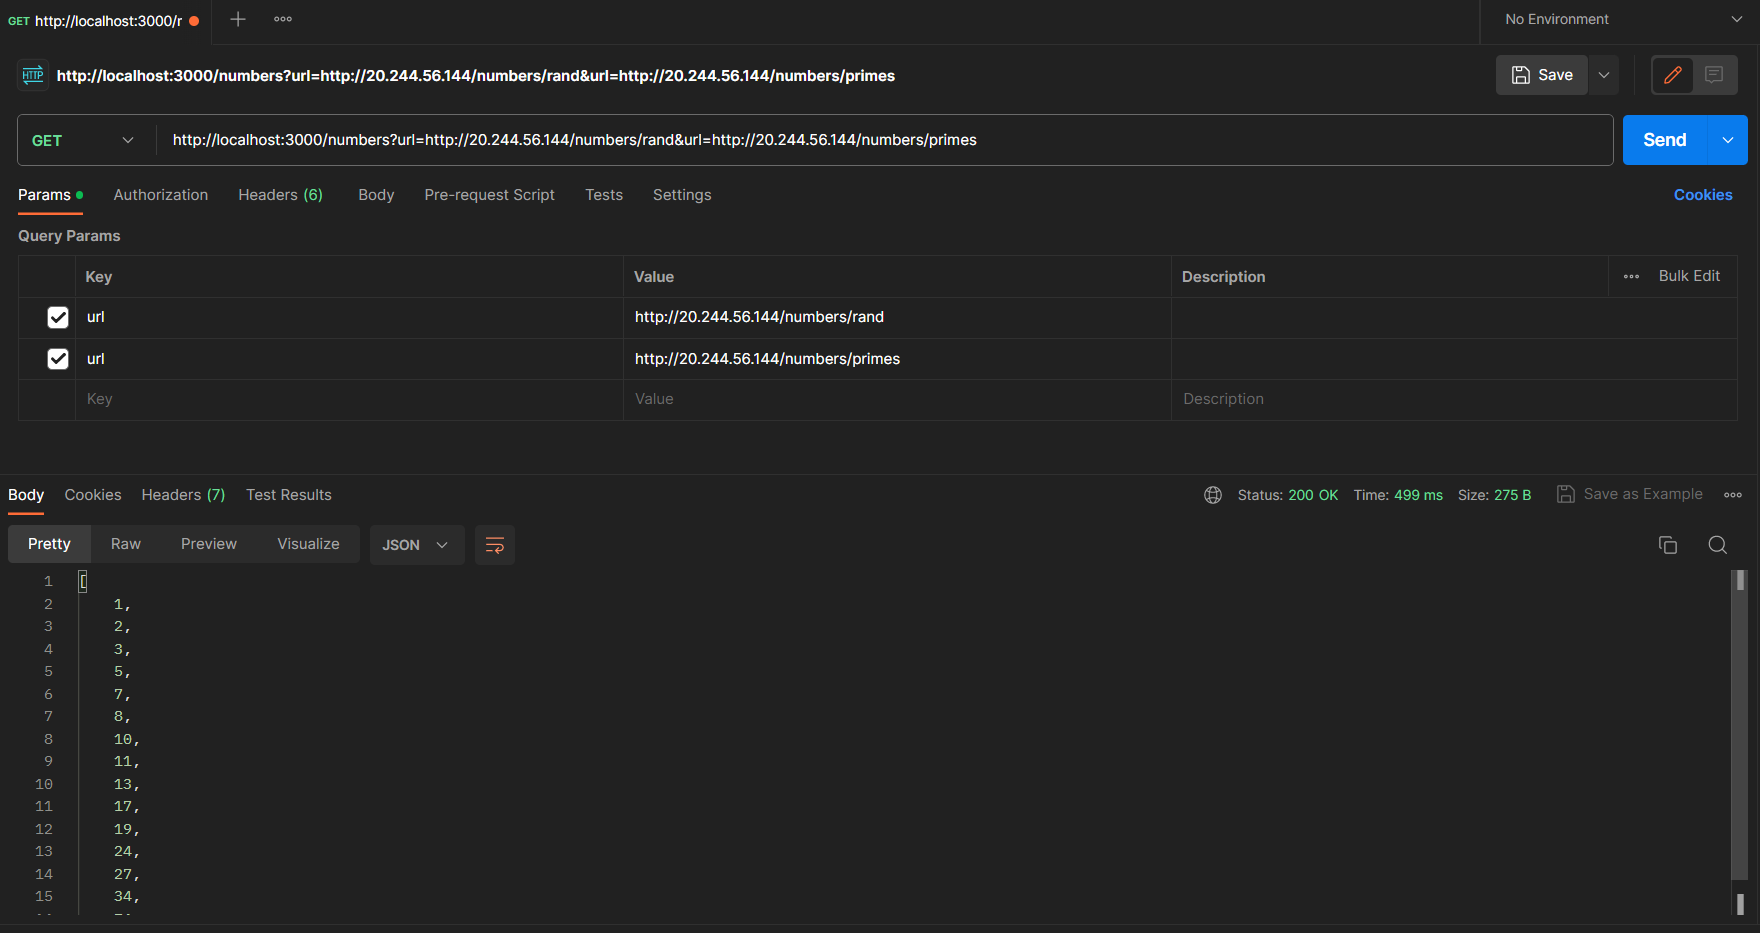 GET http://localhost:3000/r
No Environment
HTTP http://localhost:3000/numbers?url=http://20.244.56.144/numbers/rand&url=http://20.244.56.144/numbers/primes
Save
GET http://localhost:3000/numbers?url=http://20.244.56.144/numbers/rand&url=http://20.244.56.144/numbers/primes
Send
Params Authorization Headers (6) Body Pre-request Script Tests Settings Cookies
Query Params
Key Value Description Bulk Edit
url http://20.244.56.144/numbers/rand
url http://20.244.56.144/numbers/primes
Key Value Description
Body Cookies Headers (7) Test Results Status: 200 OK Time: 499 ms Size: 275 B Save as Example
Pretty Raw Preview Visualize JSON
1 [
2 1,
3 2,
4 3,
5 5,
6 7,
7 8,
8 10,
9 11,
10 13,
11 17,
12 19,
13 24,
14 27,
15 34,